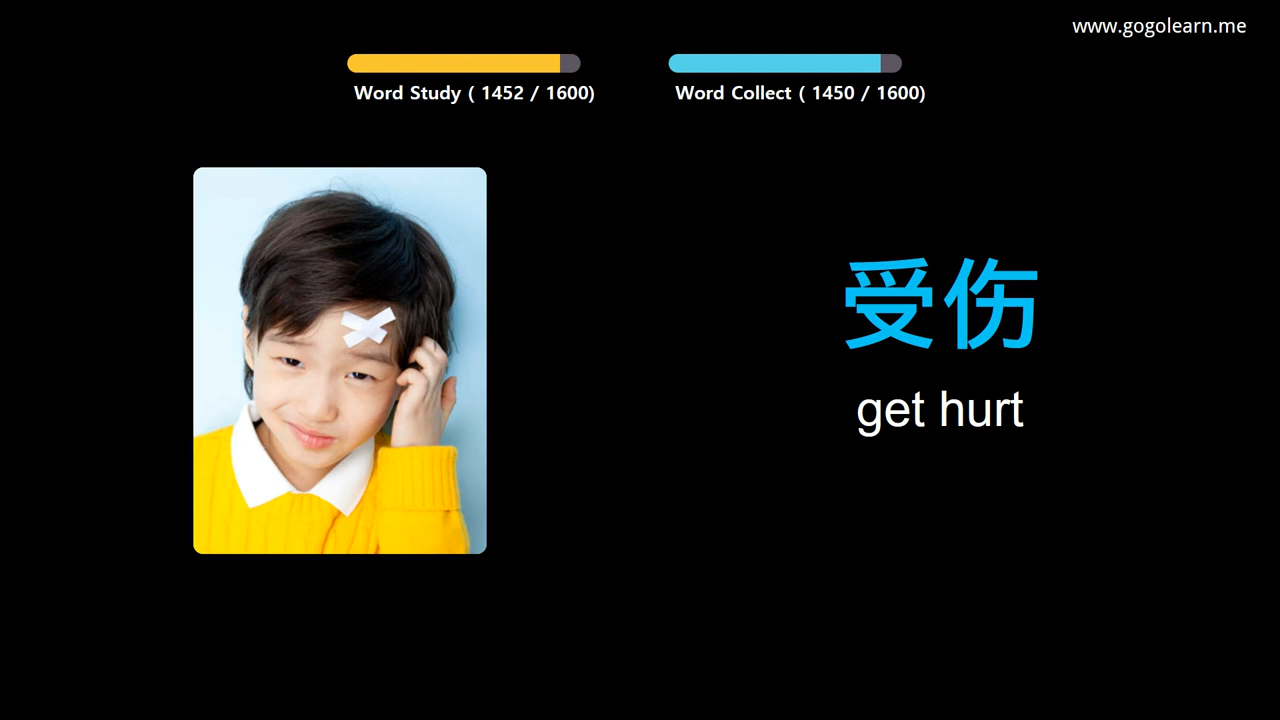 www.gogolearn.me
Word Study ( 1452 / 1600)
Word Collect ( 1450 / 1600)
受伤
get hurt